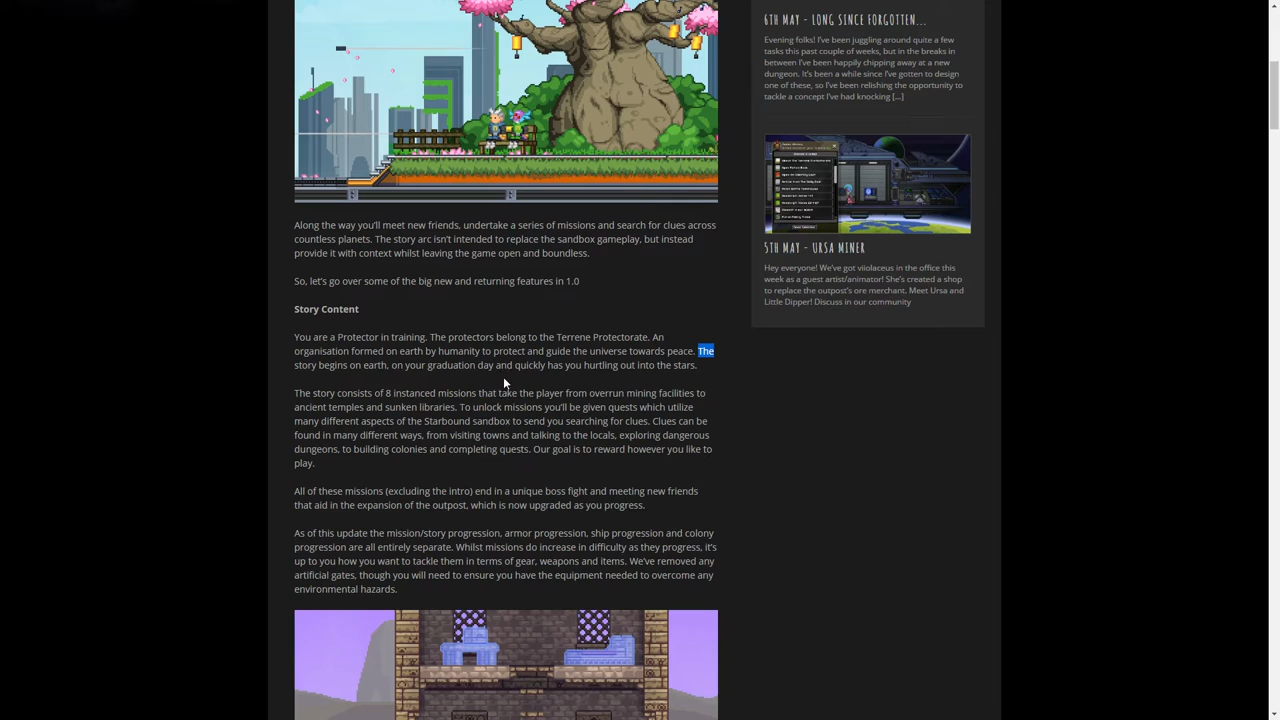 Along the way you'll meet new friends, undertake a series of missions and search for clues across
countless planets. The story arc isn't intended to replace the sandbox gameplay, but instead
provide it with context whilst leaving the game open and boundless.
So, let's go over some of the big new and returning features in 1.0
Story Content
You are a Protector in training. The protectors belong to the Terrene Protectorate. An
organisation formed on earth by humanity to protect and guide the universe towards peace. The
story begins on earth, on your graduation day and quickly has you hurtling out into the stars.
The story consists of 8 instanced missions that take the player from overrun mining facilities to
ancient temples and sunken libraries. To unlock missions you'll be given quests which utilize
many different aspects of the Starbound sandbox to send you searching for clues. Clues can be
found in many different ways, from visiting towns and talking to the locals, exploring dangerous
dungeons, to building colonies and completing quests. Our goal is to reward however you like to
play.
All of these missions (excluding the intro) end in a unique boss fight and meeting new friends
that aid in the expansion of the outpost, which is now upgraded as you progress.
As of this update the mission/story progression, armor progression, ship progression and colony
progression are all entirely separate. Whilst missions do increase in difficulty as they progress, it's
up to you how you want to tackle them in terms of gear, weapons and items. We've removed any
artificial gates, though you will need to ensure you have the equipment needed to overcome any
environmental hazards.
6TH MAY – LONG SINCE FORGOTTEN...
Evening folks! I've been juggling around quite a few
tasks this past couple of weeks, but in the breaks in
between I've been happily chipping away at a new
dungeon. It's been a while since I've gotten to design
one of these, so I've been relishing the opportunity to
tackle a concept I've had knocking [...]
5TH MAY – URSA MINER
Hey everyone! We've got viiolaceus in the office this
week as a guest artist/animator! She's created a shop
to replace the outpost's ore merchant. Meet Ursa and
Little Dipper! Discuss in our community